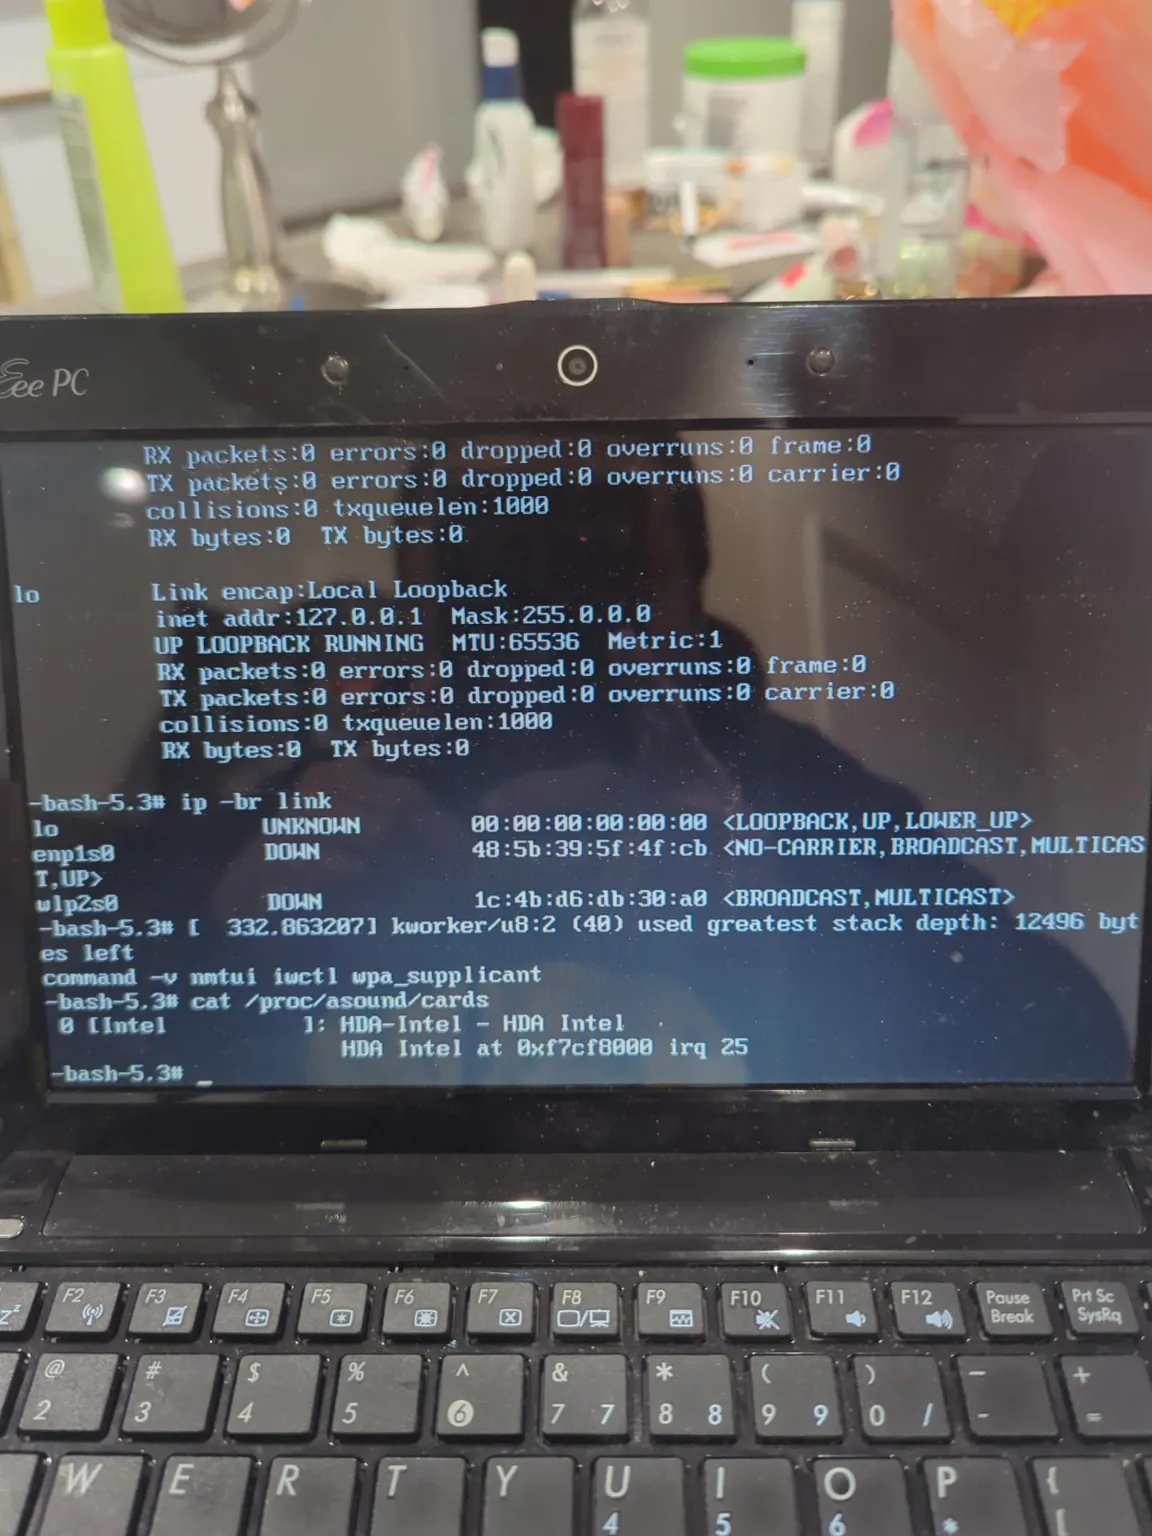 Eee PC
RX packets:0 errors:0 dropped:0 overruns:0 frame:0
TX packets:0 errors:0 dropped:0 overruns:0 carrier:0
collisions:0 txqueuelen:1000
RX bytes:0 TX bytes:0
lo Link encap:Local Loopback
inet addr:127.0.0.1 Mask:255.0.0.0
UP LOOPBACK RUNNING MTU:65536 Metric:1
RX packets:0 errors:0 dropped:0 overruns:0 frame:0
TX packets:0 errors:0 dropped:0 overruns:0 carrier:0
collisions:0 txqueuelen:1000
RX bytes:0 TX bytes:0
-bash-5.3# ip -br link
lo UNKNOWN 00:00:00:00:00:00 <LOOPBACK,UP,LOWER_UP>
enp1s0 DOWN 48:5b:39:5f:4f:cb <NO-CARRIER,BROADCAST,MULTICAS
T,UP>
wlp2s0 DOWN 1c:4b:d6:db:30:a0 <BROADCAST,MULTICAST>
-bash-5.3# [ 332.863207] kworker/u8:2 (40) used greatest stack depth: 12496 byt
es left
command -v nmtui iwctl wpa_supplicant
-bash-5.3# cat /proc/asound/cards
0 [Intel ]: HDA-Intel - HDA Intel
HDA Intel at 0xf7cf8000 irq 25
-bash-5.3# _
F2 F3 F4 F5 F6 F7 F8 F9 F10 F11 F12 Pause Break Prt Sc SysRq
@ # $ % ^ & * ( ) - +
2 3 4 5 6 7 7 8 8 9 9 0 / - =
W E R T Y U I O P {
4 5 6 * [